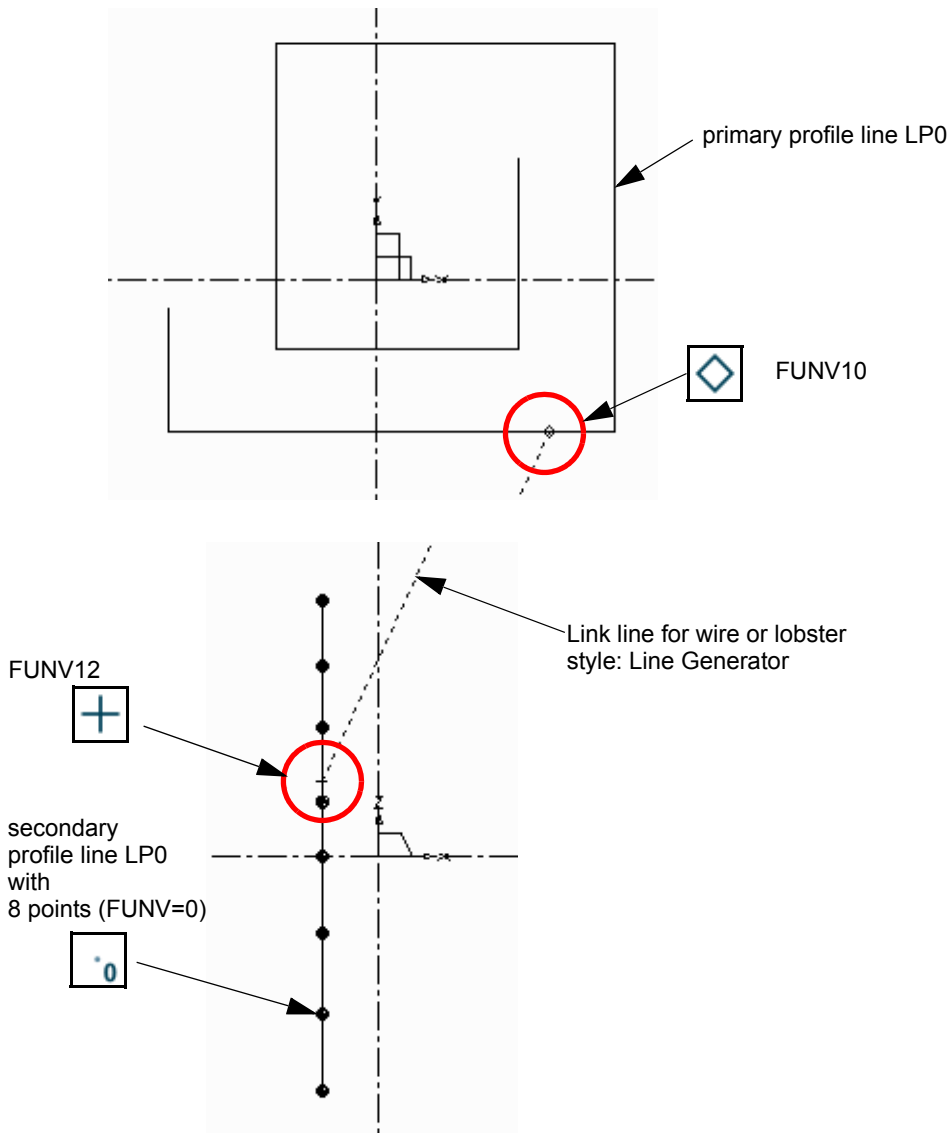 primary profile line LP0
FUNV10
Link line for wire or lobster
style: Line Generator
FUNV12
secondary
profile line LP0
with
8 points (FUNV=0)
0